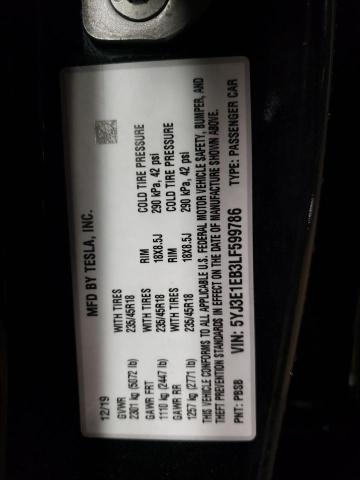 MFD BY TESLA, INC.
12/19
GVWR
2301 kg (5072 lb)
GAWR FRT WITH TIRES RIM COLD TIRE PRESSURE
1110 kg (2447 lb) 235/45R18 18X8.5J 290 kPa, 42 psi
GAWR RR WITH TIRES RIM COLD TIRE PRESSURE
1257 kg (2771 lb) 235/45R18 18X8.5J 290 kPa, 42 psi
THIS VEHICLE CONFORMS TO ALL APPLICABLE U.S. FEDERAL MOTOR VEHICLE SAFETY, BUMPER, AND
THEFT PREVENTION STANDARDS IN EFFECT ON THE DATE OF MANUFACTURE SHOWN ABOVE.
VIN: 5YJ3E1EB3LF599786
PNT: PBSB TYPE: PASSENGER CAR